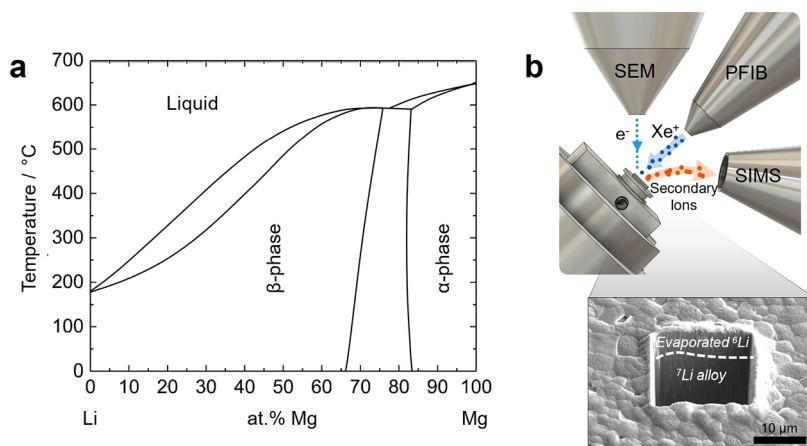 a
700
600
500
400
300
200
100
0
Temperature / °C
Liquid
β-phase
α-phase
0 10 20 30 40 50 60 70 80 90 100
Li at.% Mg Mg
b
SEM
PFIB
e-
Xe⁺
SIMS
Secondary
Ions
Evaporated ⁶Li
⁷Li alloy
10 μm